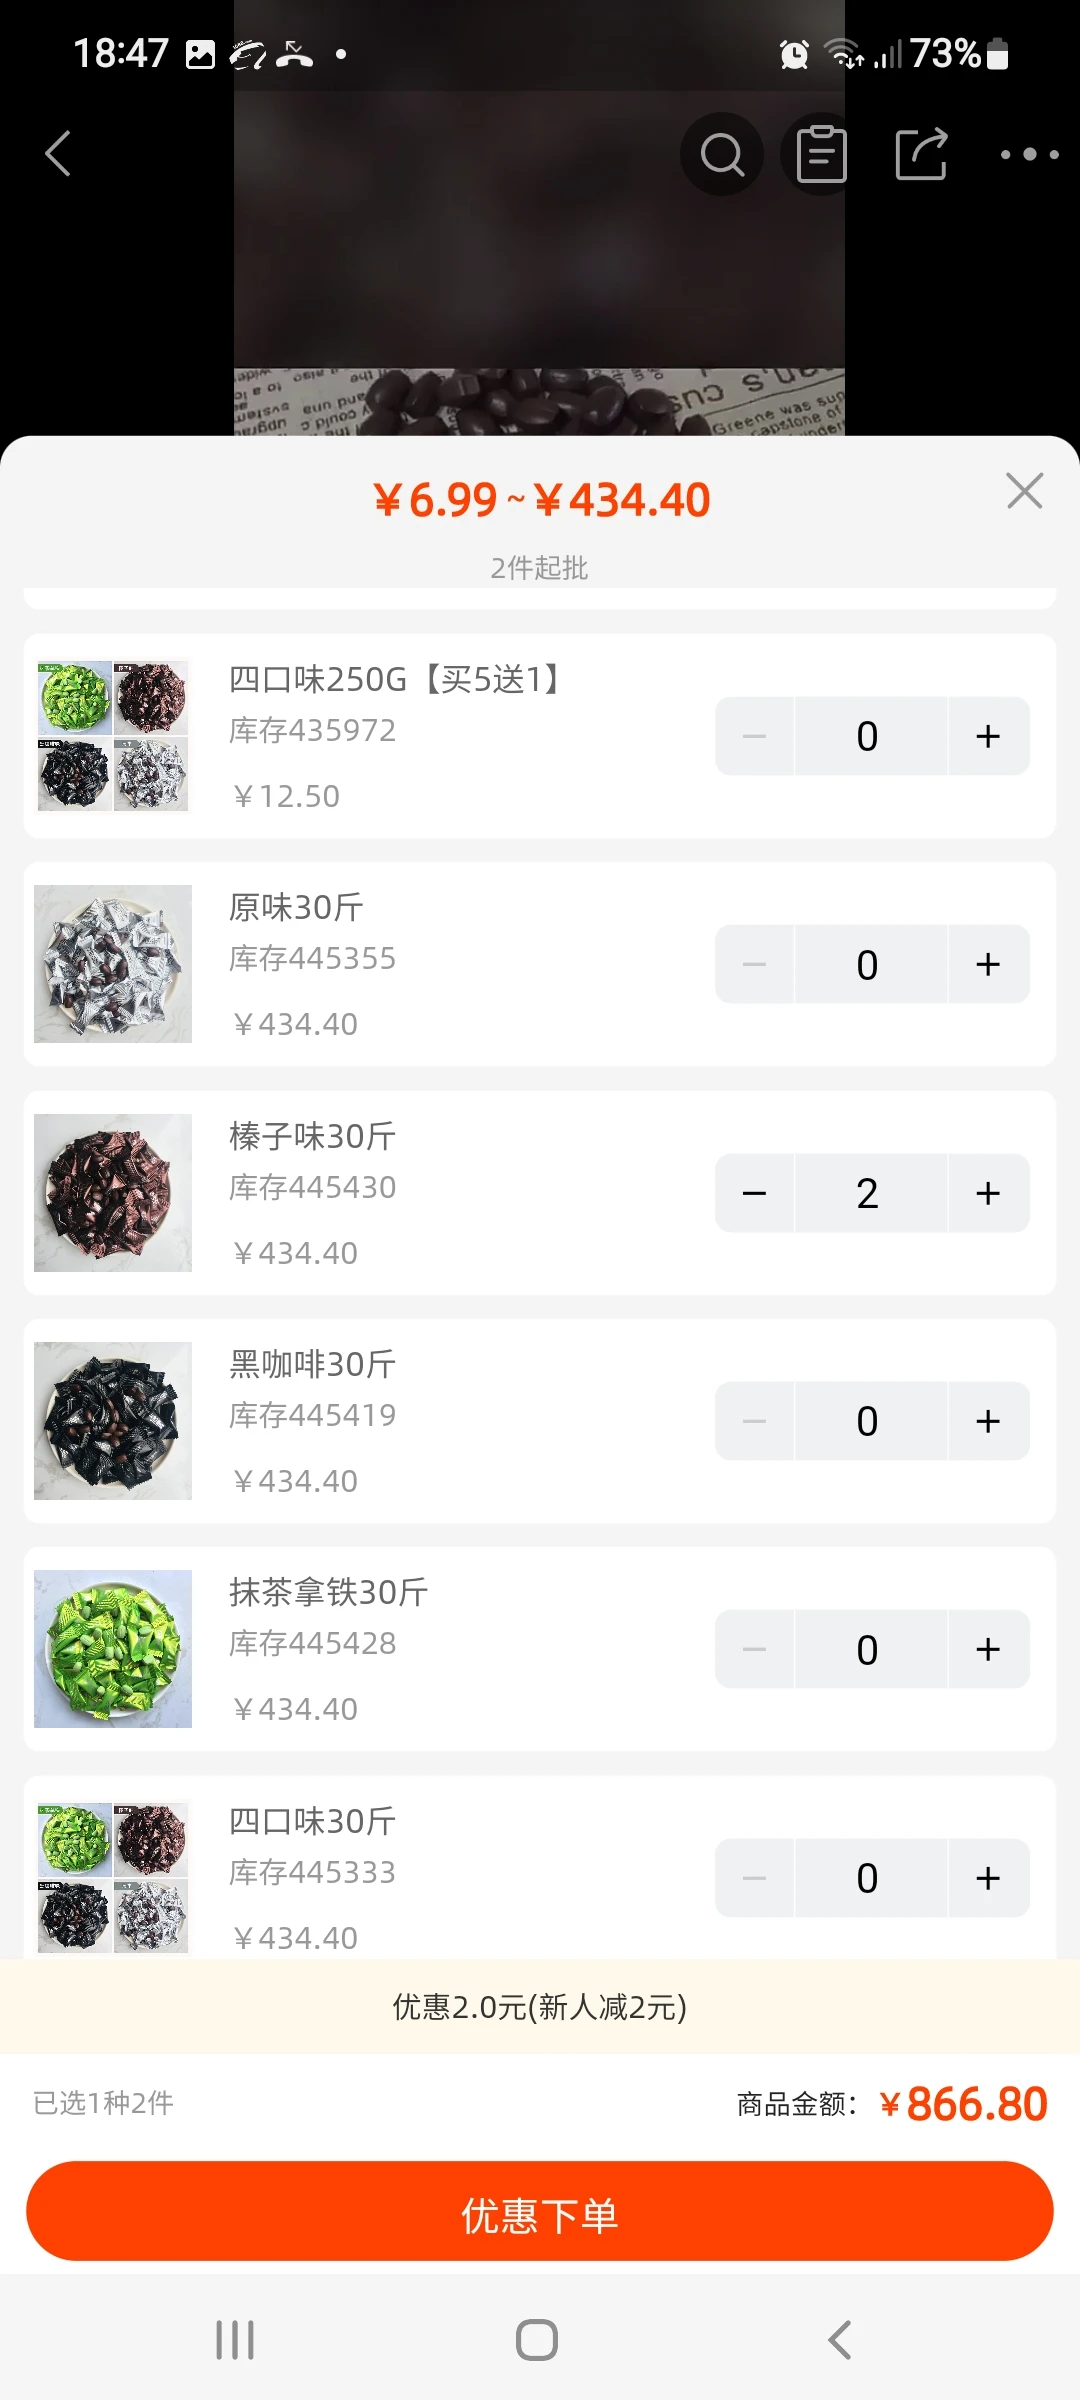 18:47
73%
Greene was sup
capstone of
¥6.99~¥434.40
2件起批
四口味250G【买5送1】
库存435972
¥12.50
0
原味30斤
库存445355
¥434.40
0
榛子味30斤
库存445430
¥434.40
2
黑咖啡30斤
库存445419
¥434.40
0
抹茶拿铁30斤
库存445428
¥434.40
0
四口味30斤
库存445333
¥434.40
0
优惠2.0元(新人减2元)
已选1种2件
商品金额：¥866.80
优惠下单